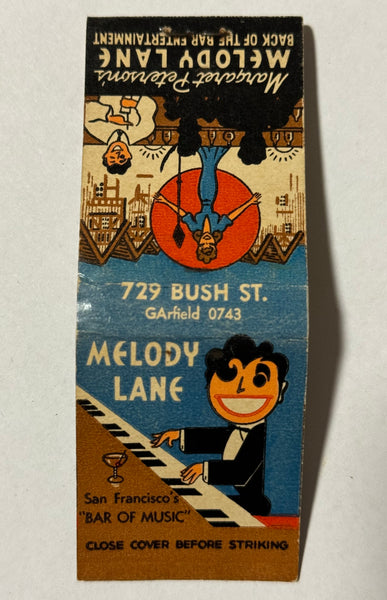 Margaret Peterson's
MELODY LANE
BACK OF THE BAR ENTERTAINMENT
729 BUSH ST.
GArfield 0743
MELODY
LANE
San Francisco's
"BAR OF MUSIC"
CLOSE COVER BEFORE STRIKING